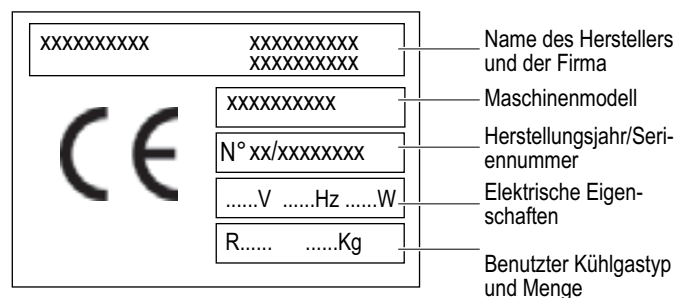 xxxxxxxxxx xxxxxxxxxx
xxxxxxxxxx
Name des Herstellers
und der Firma
xxxxxxxxxx
Maschinenmodell
N° xx/xxxxxxxx
Herstellungsjahr/Seri-
ennummer
......V ......Hz ......W
Elektrische Eigen-
schaften
R...... ......Kg
Benutzter Kühlgastyp
und Menge
CE